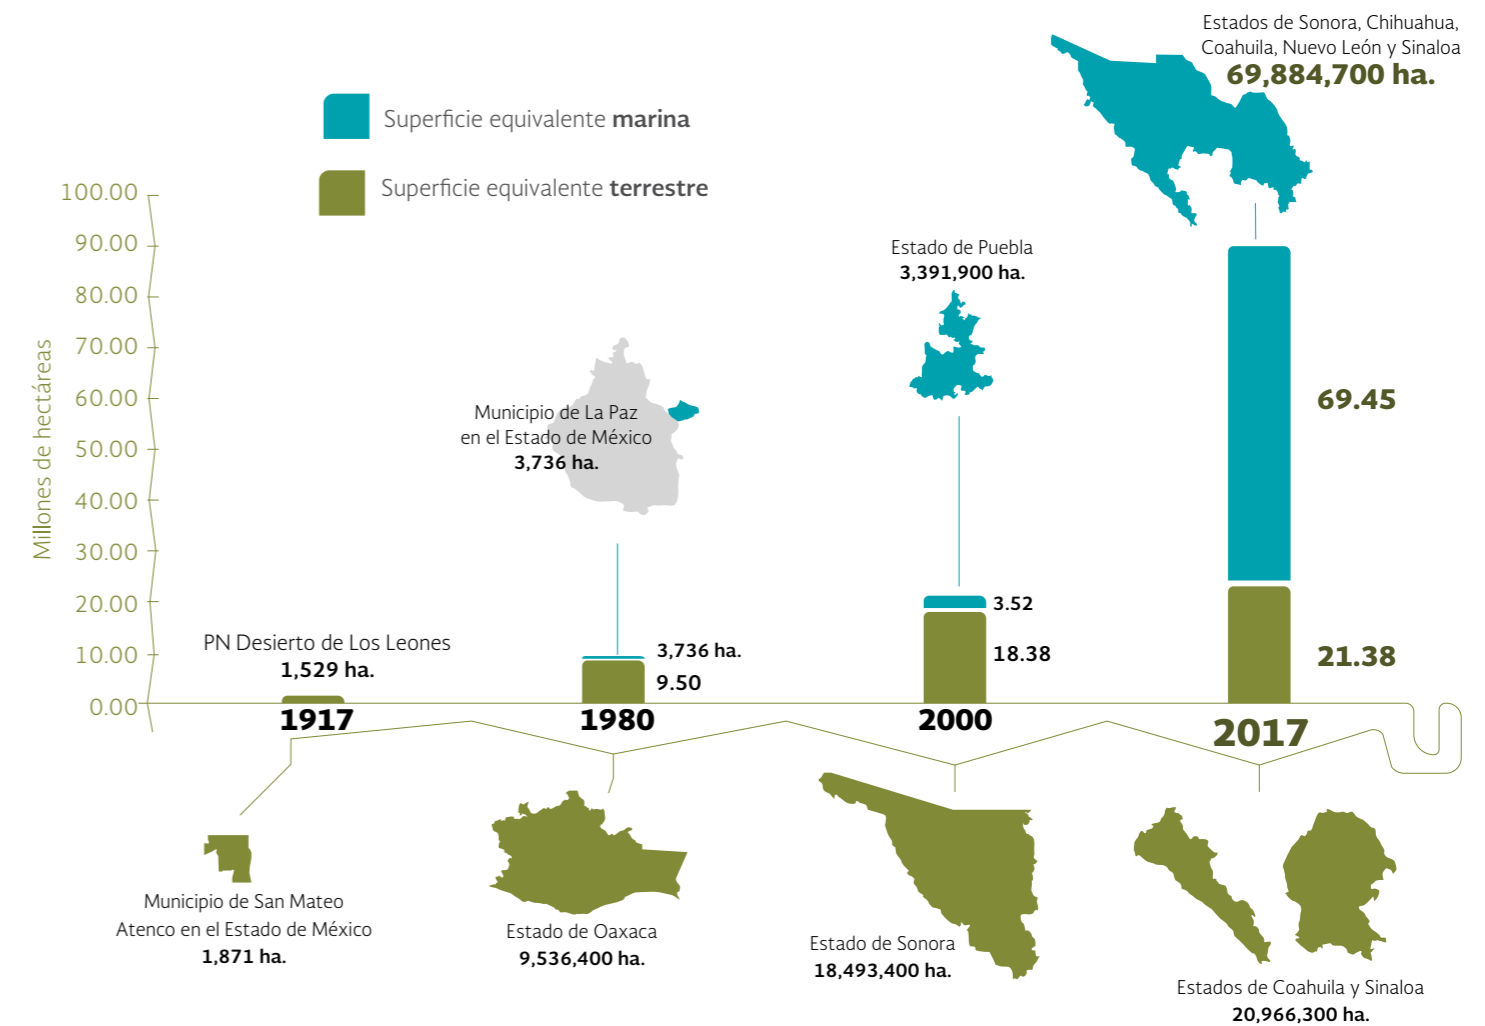 Estados de Sonora, Chihuahua,
Coahuila, Nuevo León y Sinaloa
69,884,700 ha.
Superficie equivalente marina
Superficie equivalente terrestre
Millones de hectáreas
100.00
90.00
80.00
70.00
60.00
50.00
40.00
30.00
20.00
10.00
0.00
PN Desierto de Los Leones
1,529 ha.
Municipio de La Paz
en el Estado de México
3,736 ha.
3,736 ha.
9.50
Estado de Puebla
3,391,900 ha.
3.52
18.38
69.45
21.38
1917
1980
2000
2017
Municipio de San Mateo
Atenco en el Estado de México
1,871 ha.
Estado de Oaxaca
9,536,400 ha.
Estado de Sonora
18,493,400 ha.
Estados de Coahuila y Sinaloa
20,966,300 ha.